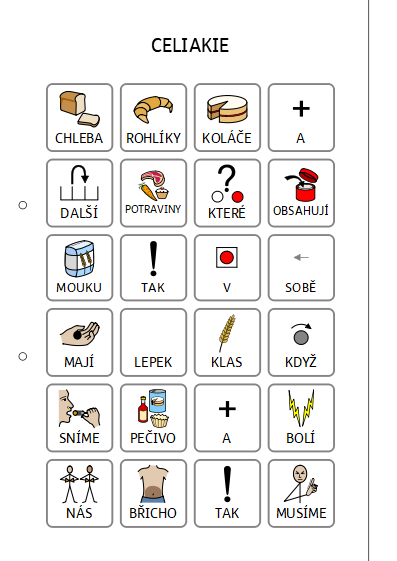 CELIAKIE
CHLEBA ROHLÍKY KOLÁČE A
DALŠÍ POTRAVINY KTERÉ OBSAHUJÍ
MOUKU TAK V SOBĚ
MAJÍ LEPEK KLAS KDYŽ
SNÍME PEČIVO A BOLÍ
NÁS BŘICHO TAK MUSÍME